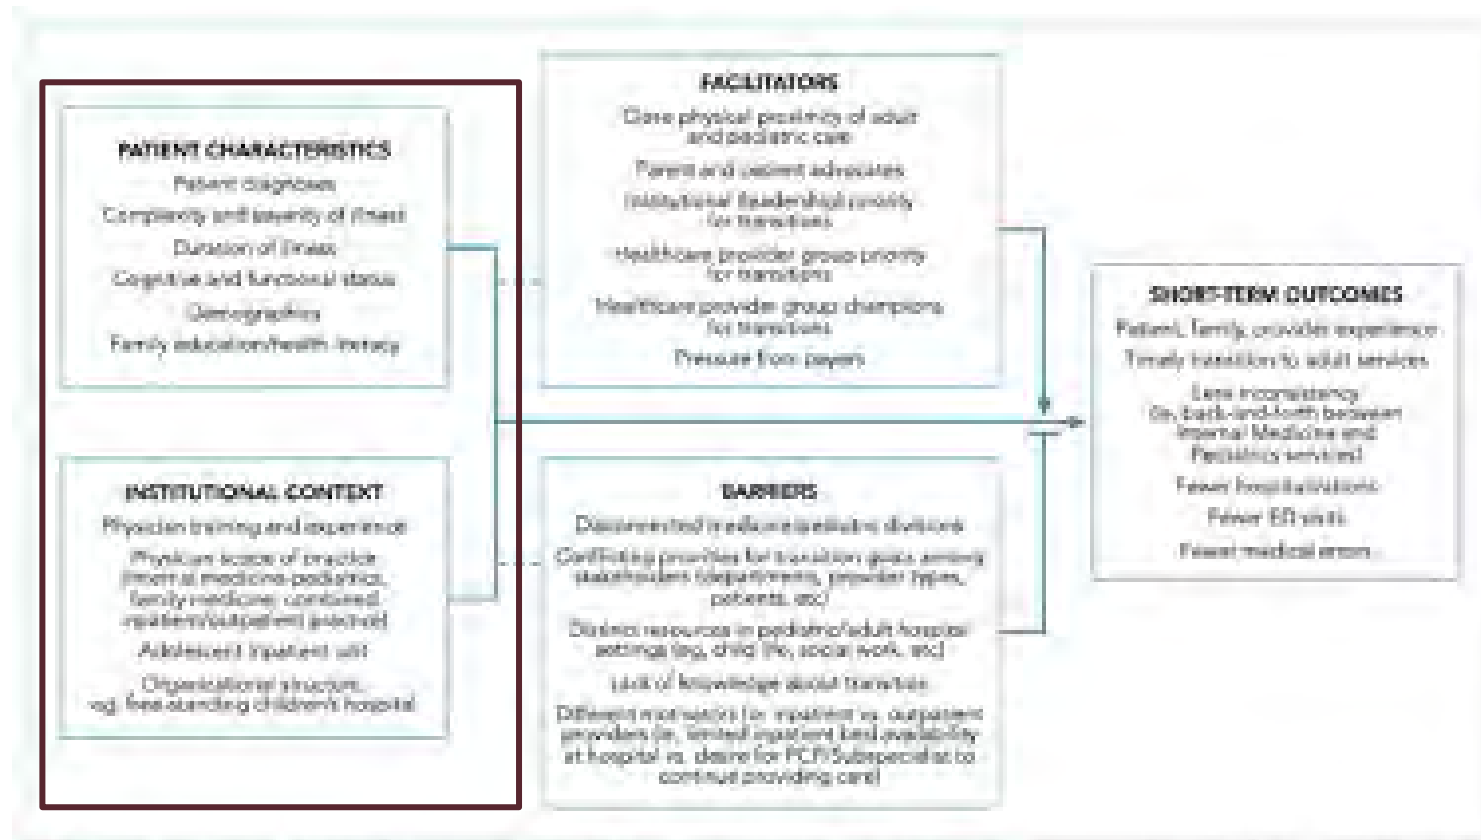 PATIENT CHARACTERISTICS
Patient diagnoses
Complexity and severity of illness
Duration of illness
Cognitive and functional status
Demographics
Family education/health literacy
INSTITUTIONAL CONTEXT
Physician training and experience
Physician scope of practice
(internal medicine-pediatrics,
family medicine, combined
inpatient/outpatient practice)
Adolescent inpatient unit
Organizational structure,
eg, free-standing children's hospital
FACILITATORS
Close physical proximity of adult
and pediatric care
Parent and patient advocates
Institutional (leadership) priority
for transitions
Healthcare provider group priority
for transitions
Healthcare provider group champions
for transitions
Pressure from payers
BARRIERS
Disconnected medicine/pediatric divisions
Conflicting priorities for transition goals among
stakeholders (departments, provider types,
patients, etc)
Distinct resources in pediatric/adult hospital
settings (eg, child life, social work, etc)
Lack of knowledge about transition
Different motivators for inpatient vs. outpatient
providers (ie, limited inpatient bed availability
at hospital vs. desire for PCP/Subspecialist to
continue providing care)
SHORT-TERM OUTCOMES
Patient, family, provider experience
Timely transition to adult services
Less inconsistency
(ie, back-and-forth between
Internal Medicine and
Pediatrics services)
Fewer hospitalizations
Fewer ED visits
Fewer medical errors